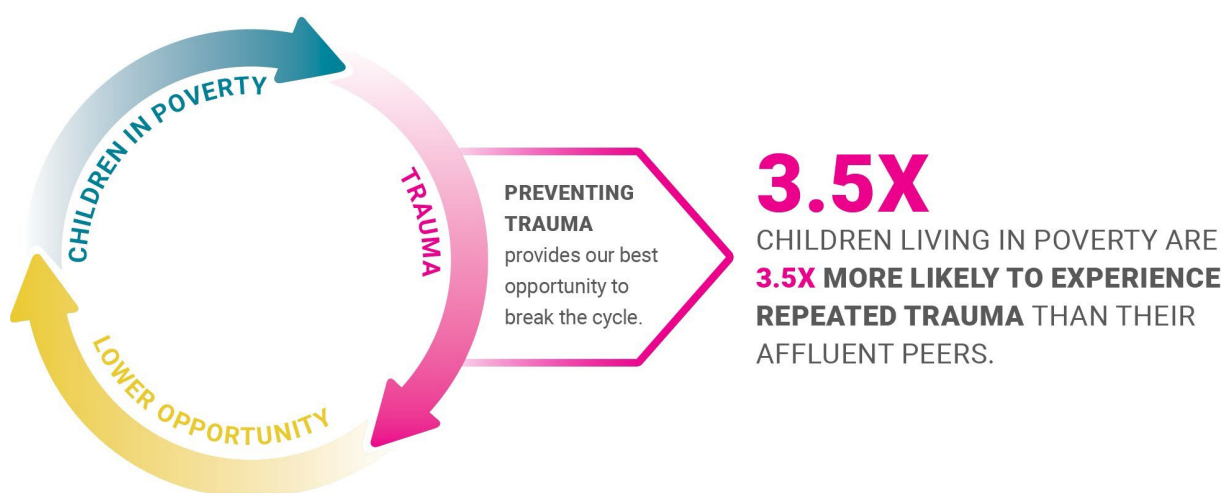 CHILDREN IN POVERTY
TRAUMA
LOWER OPPORTUNITY
PREVENTING
TRAUMA
provides our best
opportunity to
break the cycle.
3.5X
CHILDREN LIVING IN POVERTY ARE
3.5X MORE LIKELY TO EXPERIENCE
REPEATED TRAUMA THAN THEIR
AFFLUENT PEERS.